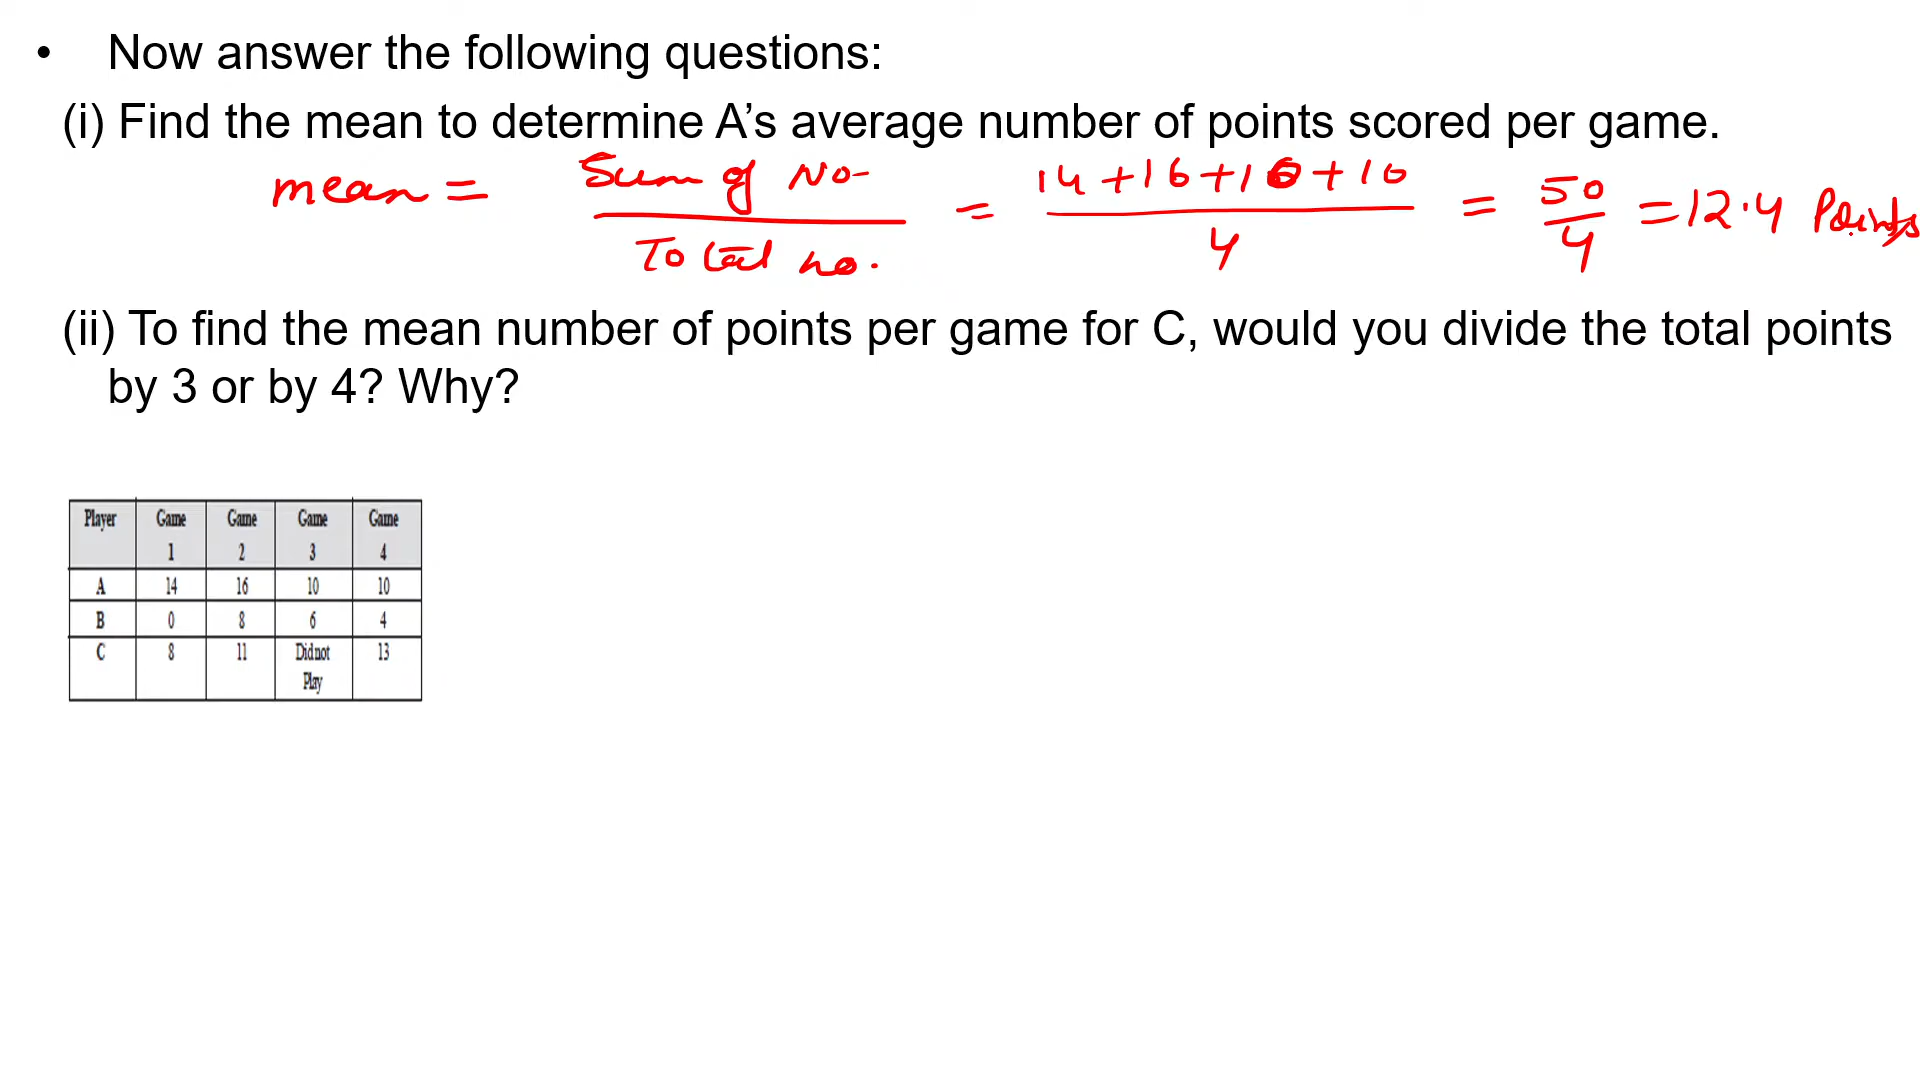 • Now answer the following questions:
(i) Find the mean to determine A’s average number of points scored per game.
mean = Sum of No- / Total no. = 14+16+10+10 / 4 = 50 / 4 = 12.4 Points
(ii) To find the mean number of points per game for C, would you divide the total points
by 3 or by 4? Why?
Player Game 1 Game 2 Game 3 Game 4
A 14 16 10 10
B 0 8 6 4
C 8 11 Did not Play 13